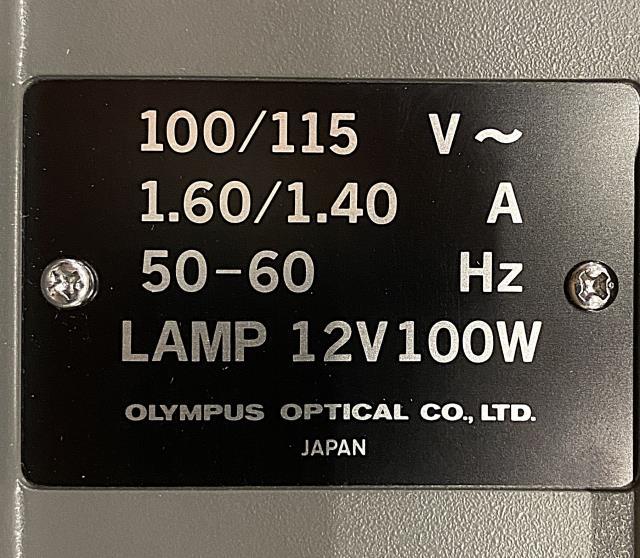 100/115 V ~
1.60/1.40 A
50-60 Hz
LAMP 12V100W
OLYMPUS OPTICAL CO., LTD.
JAPAN